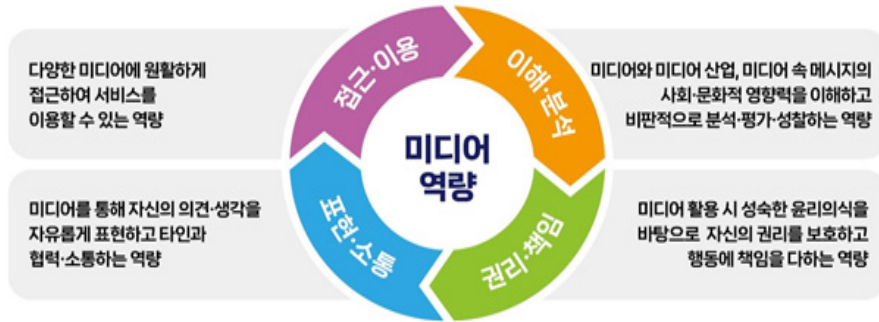 다양한 미디어에 원활하게
접근하여 서비스를
이용할 수 있는 역량
접근·이용
이해·분석
미디어와 미디어 산업, 미디어 속 메시지의
사회·문화적 영향력을 이해하고
비판적으로 분석·평가·성찰하는 역량
미디어
역량
미디어를 통해 자신의 의견·생각을
자유롭게 표현하고 타인과
협력·소통하는 역량
표현·소통
권리·책임
미디어 활용 시 성숙한 윤리의식을
바탕으로 자신의 권리를 보호하고
행동에 책임을 다하는 역량